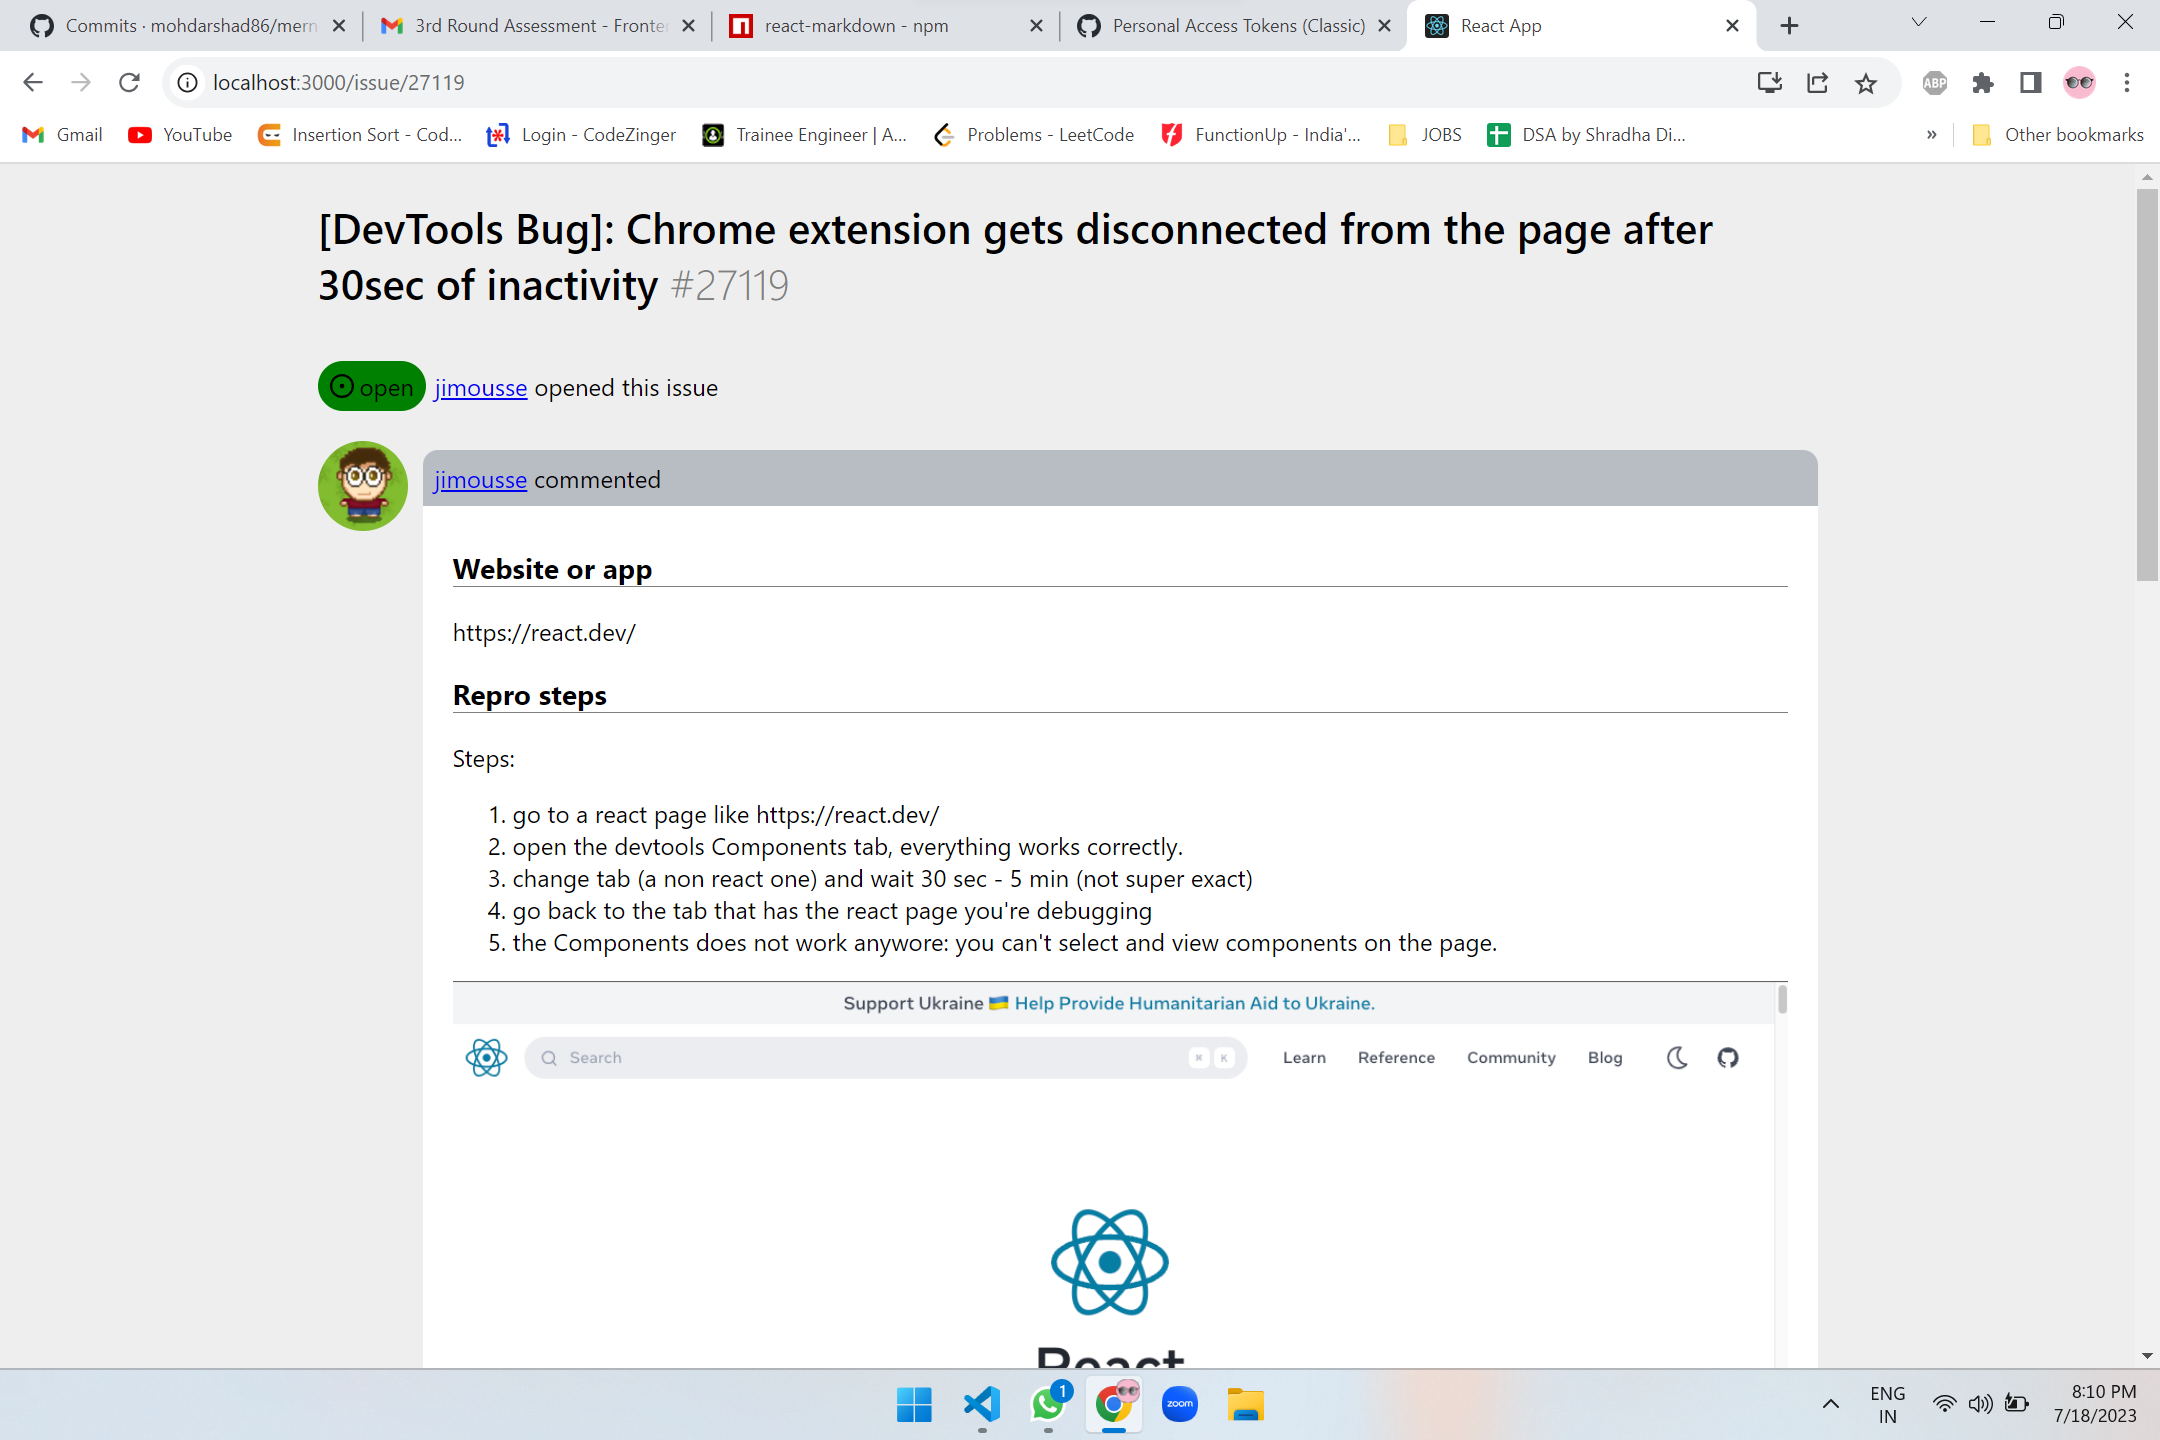 Commits · mohdarshad86/mern
3rd Round Assessment - Fronte
react-markdown - npm
Personal Access Tokens (Classic)
React App
localhost:3000/issue/27119
ABP
Gmail
YouTube
Insertion Sort - Cod...
Login - CodeZinger
Trainee Engineer | A...
Problems - LeetCode
FunctionUp - India'...
JOBS
DSA by Shradha Di...
»
Other bookmarks
[DevTools Bug]: Chrome extension gets disconnected from the page after
30sec of inactivity #27119
open
jimousse opened this issue
jimousse commented
Website or app
https://react.dev/
Repro steps
Steps:
1. go to a react page like https://react.dev/
2. open the devtools Components tab, everything works correctly.
3. change tab (a non react one) and wait 30 sec - 5 min (not super exact)
4. go back to the tab that has the react page you're debugging
5. the Components does not work anywore: you can't select and view components on the page.
Support Ukraine 🇺🇦 Help Provide Humanitarian Aid to Ukraine.
Search
⌘ K
Learn
Reference
Community
Blog
React
1
zoom
ENG
IN
8:10 PM
7/18/2023